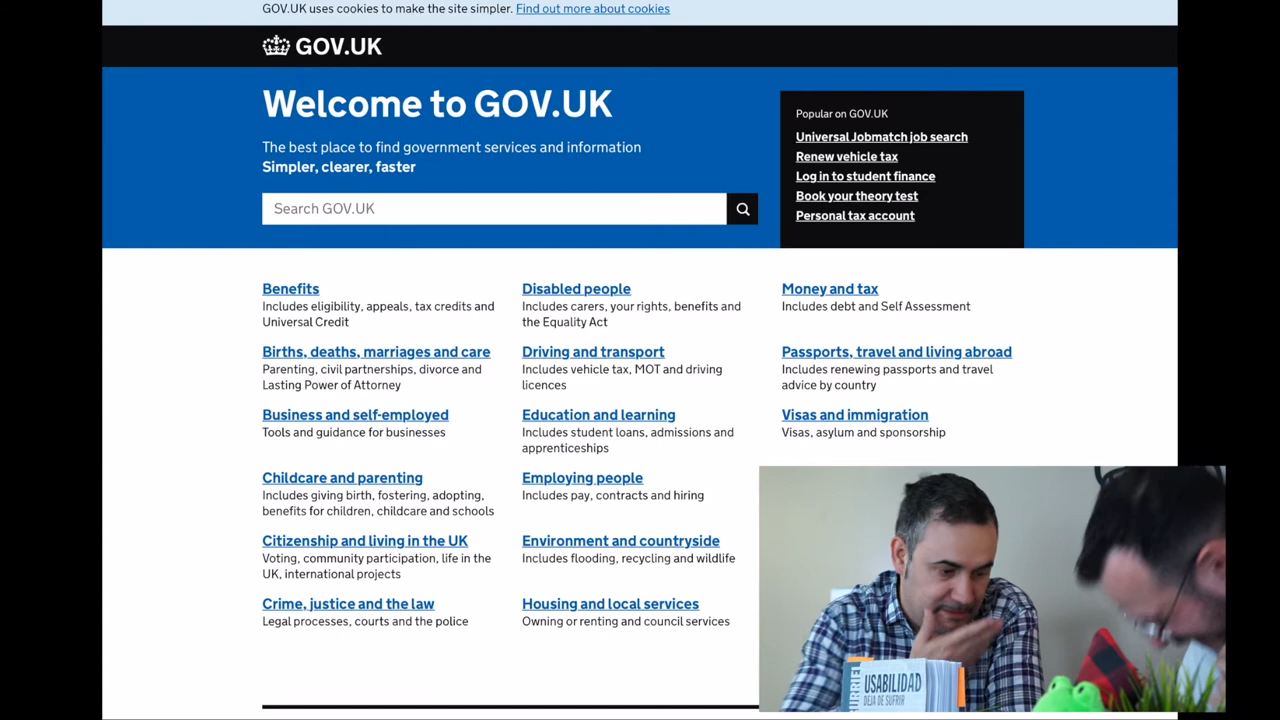 GOV.UK uses cookies to make the site simpler. Find out more about cookies
GOV.UK
Welcome to GOV.UK
The best place to find government services and information
Simpler, clearer, faster
Search GOV.UK
Popular on GOV.UK
Universal Jobmatch job search
Renew vehicle tax
Log in to student finance
Book your theory test
Personal tax account
Benefits
Includes eligibility, appeals, tax credits and
Universal Credit
Births, deaths, marriages and care
Parenting, civil partnerships, divorce and
Lasting Power of Attorney
Business and self-employed
Tools and guidance for businesses
Childcare and parenting
Includes giving birth, fostering, adopting,
benefits for children, childcare and schools
Citizenship and living in the UK
Voting, community participation, life in the
UK, international projects
Crime, justice and the law
Legal processes, courts and the police
Disabled people
Includes carers, your rights, benefits and
the Equality Act
Driving and transport
Includes vehicle tax, MOT and driving
licences
Education and learning
Includes student loans, admissions and
apprenticeships
Employing people
Includes pay, contracts and hiring
Environment and countryside
Includes flooding, recycling and wildlife
Housing and local services
Owning or renting and council services
Money and tax
Includes debt and Self Assessment
Passports, travel and living abroad
Includes renewing passports and travel
advice by country
Visas and immigration
Visas, asylum and sponsorship
USABILIDAD
DEJA DE SUFRIR